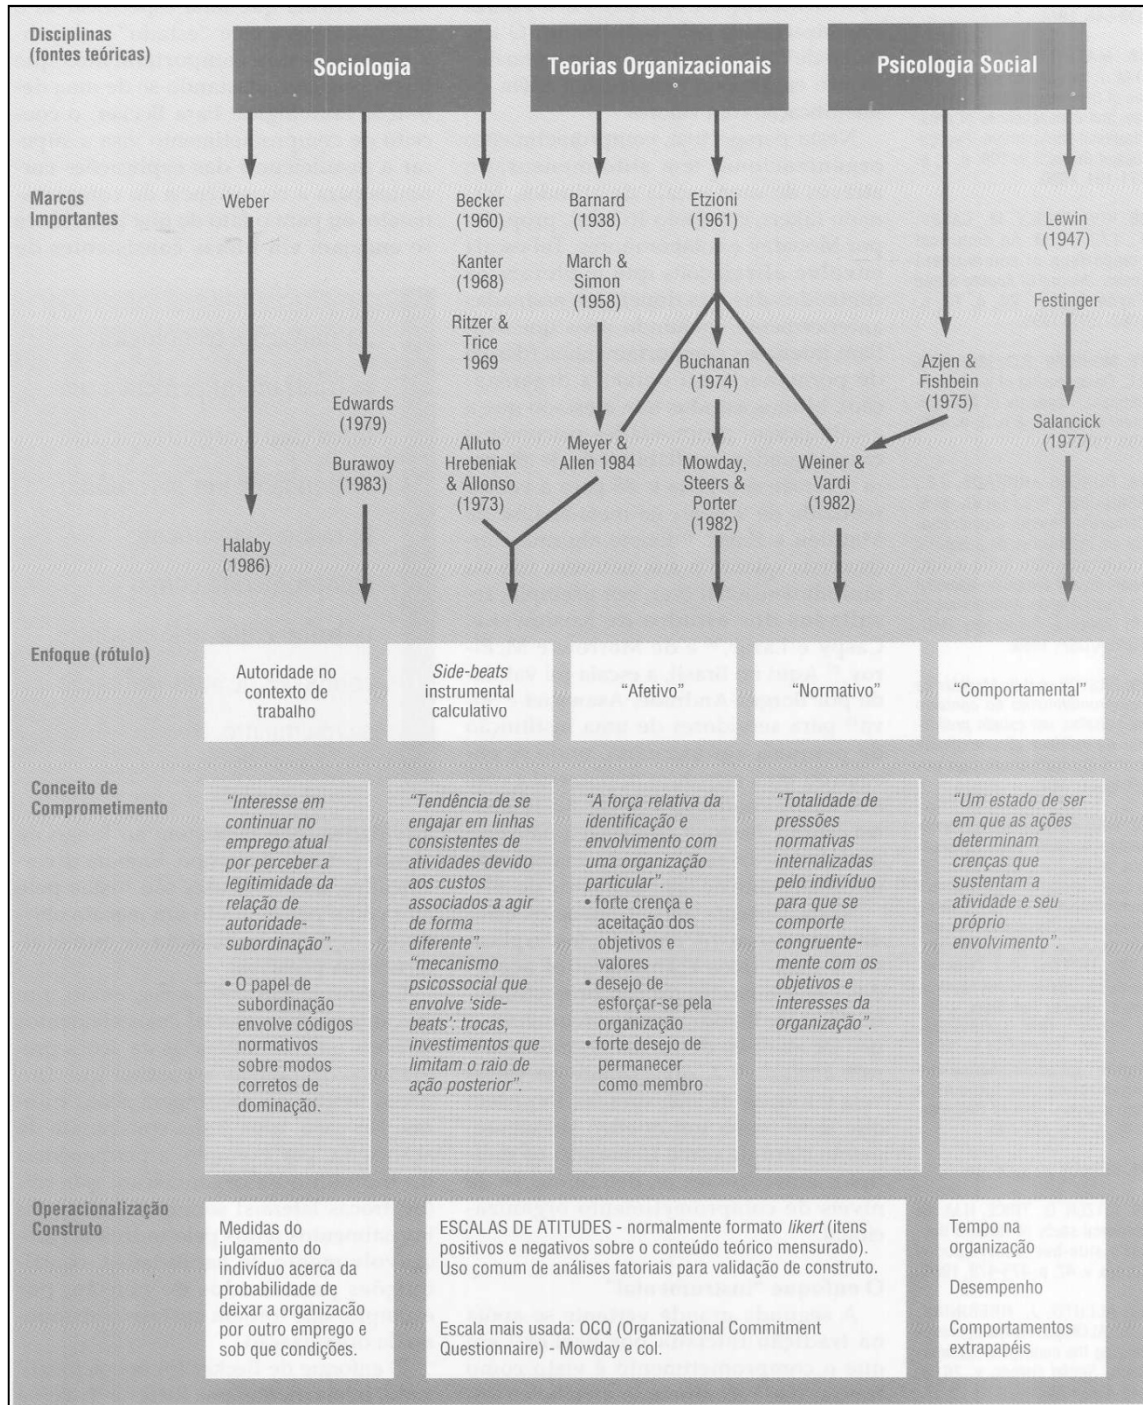 Disciplinas
(fontes teóricas)
Sociologia
Teorias Organizacionais
Psicologia Social
Marcos
Importantes
Weber
Becker
(1960)
Kanter
(1968)
Ritzer &
Trice
1969
Barnard
(1938)
March &
Simon
(1958)
Etzioni
(1961)
Lewin
(1947)
Festinger
Buchanan
(1974)
Azjen &
Fishbein
(1975)
Edwards
(1979)
Burawoy
(1983)
Alluto
Hrebeniak
& Allonso
(1973)
Meyer &
Allen 1984
Mowday,
Steers &
Porter
(1982)
Weiner &
Vardi
(1982)
Salancick
(1977)
Halaby
(1986)
Enfoque (rótulo)
Autoridade no
contexto de
trabalho
Side-beats
instrumental
calculativo
“Afetivo”
“Normativo”
“Comportamental”
Conceito de
Comprometimento
“Interesse em
continuar no
emprego atual
por perceber a
legitimidade da
relação de
autoridade-
subordinação”.
• O papel de
subordinação
envolve códigos
normativos
sobre modos
corretos de
dominação.
“Tendência de se
engajar em linhas
consistentes de
atividades devido
aos custos
associados a agir
de forma
diferente”.
“mecanismo
psicossocial que
envolve ‘side-
beats’: trocas,
investimentos que
limitam o raio de
ação posterior”.
“A força relativa da
identificação e
envolvimento com
uma organização
particular”.
• forte crença e
aceitação dos
objetivos e
valores
• desejo de
esforçar-se pela
organização
• forte desejo de
permanecer
como membro
“Totalidade de
pressões
normativas
internalizadas
pelo indivíduo
para que se
comporte
congruente-
mente com os
objetivos e
interesses da
organização”.
“Um estado de ser
em que as ações
determinam
crenças que
sustentam a
atividade e seu
próprio
envolvimento”.
Operacionalização
Construto
Medidas do
julgamento do
indivíduo acerca da
probabilidade de
deixar a organizacão
por outro emprego e
sob que condições.
ESCALAS DE ATITUDES - normalmente formato likert (itens
positivos e negativos sobre o conteúdo teórico mensurado).
Uso comum de análises fatoriais para validação de construto.
Escala mais usada: OCQ (Organizational Commitment
Questionnaire) - Mowday e col.
Tempo na
organização
Desempenho
Comportamentos
extrapapéis